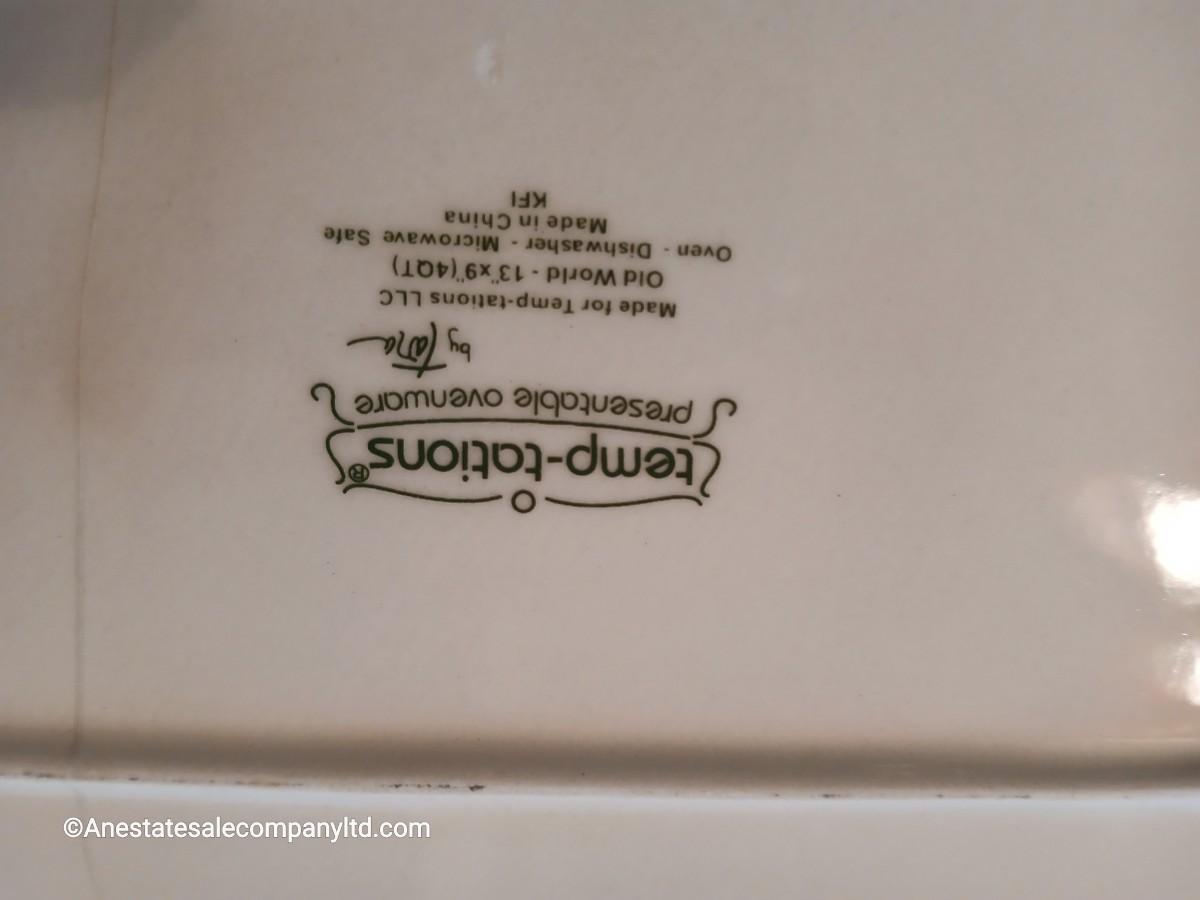 temp-tations®
presentable ovenware
by Tara
Made for Temp-tations LLC
Old World - 13"x9"(4QT)
Oven - Dishwasher - Microwave Safe
Made in China
KFI
©Anestatesalecompanyltd.com